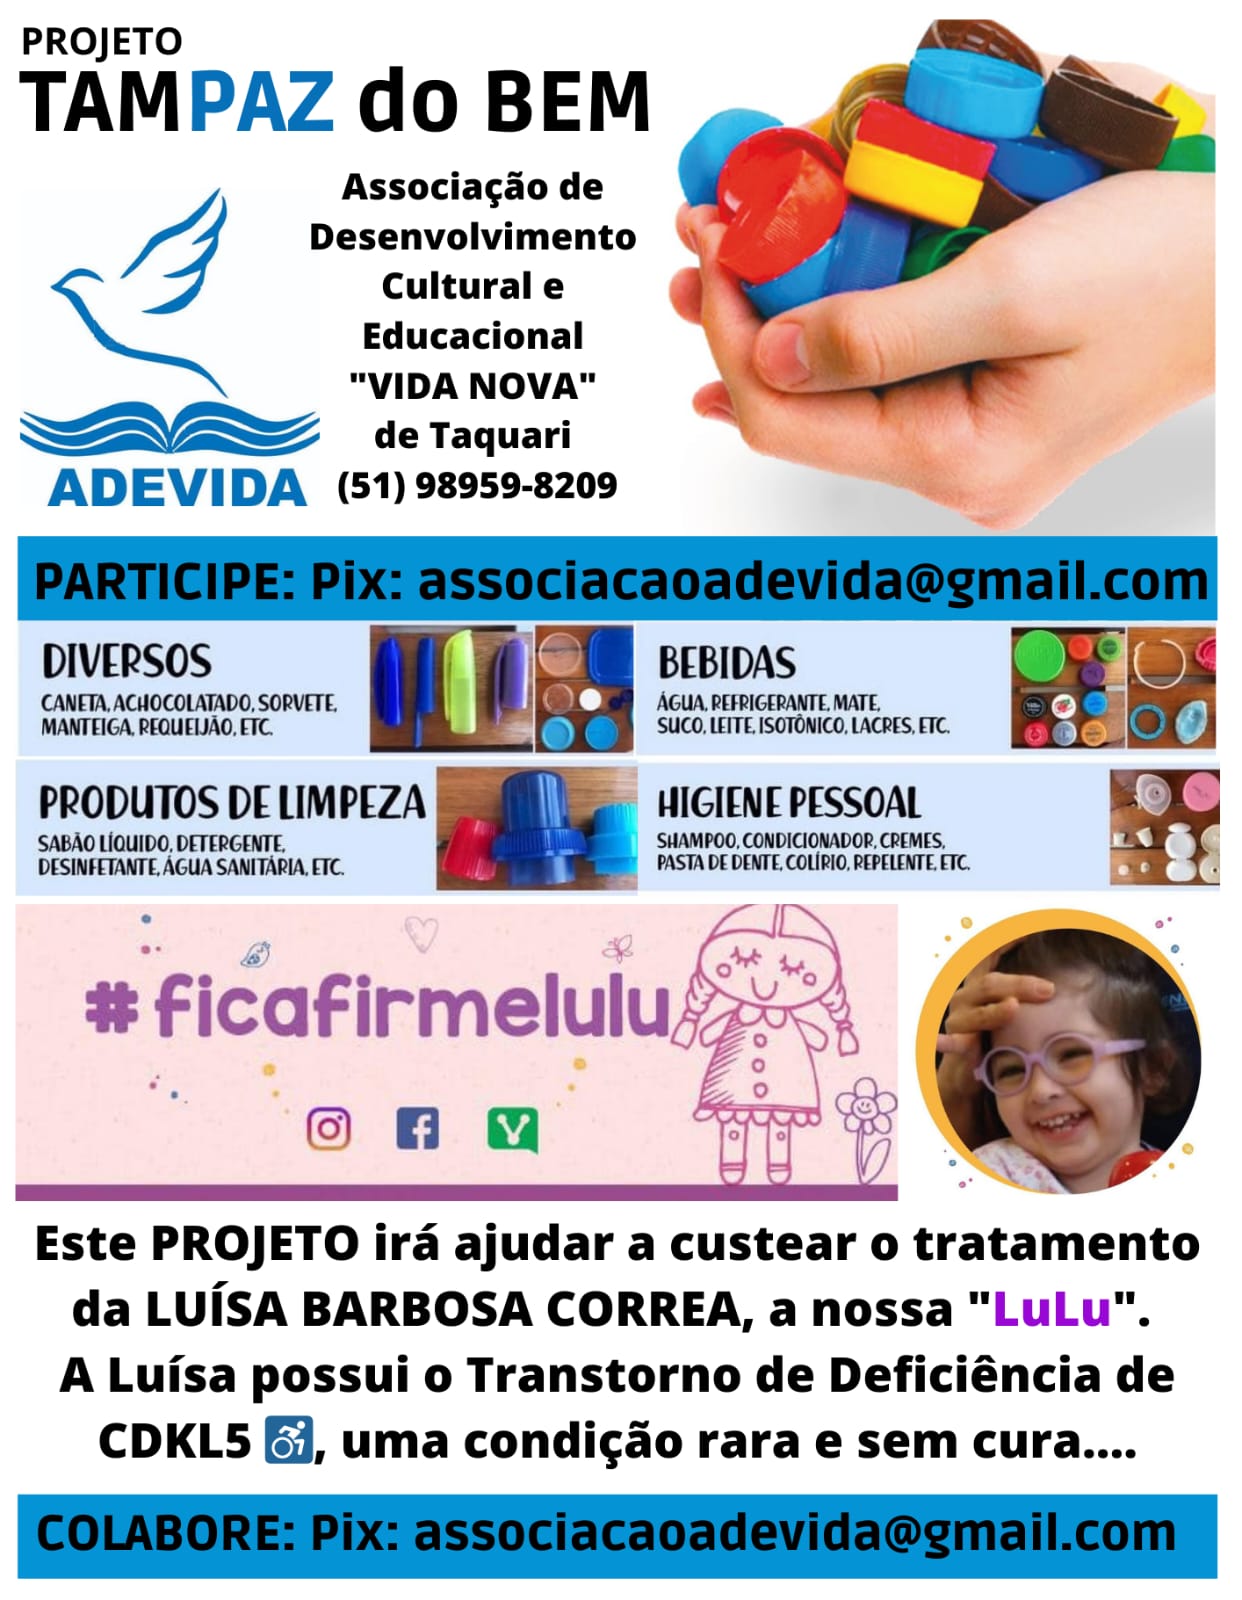 PROJETO
TAMPAZ do BEM
Associação de
Desenvolvimento
Cultural e
Educacional
"VIDA NOVA"
de Taquari
(51) 98959-8209
ADEVIDA
PARTICIPE: Pix: associacaoadevida@gmail.com
DIVERSOS
CANETA, ACHOCOLATADO, SORVETE,
MANTEIGA, REQUEIJÃO, ETC.
BEBIDAS
ÁGUA, REFRIGERANTE, MATE,
SUCO, LEITE, ISOTÔNICO, LACRES, ETC.
PRODUTOS DE LIMPEZA
SABÃO LÍQUIDO, DETERGENTE,
DESINFETANTE, ÁGUA SANITÁRIA, ETC.
HIGIENE PESSOAL
SHAMPOO, CONDICIONADOR, CREMES,
PASTA DE DENTE, COLÍRIO, REPELENTE, ETC.
#ficafirmelulu
Este PROJETO irá ajudar a custear o tratamento
da LUÍSA BARBOSA CORREA, a nossa "LuLu".
A Luísa possui o Transtorno de Deficiência de
CDKL5 ♿, uma condição rara e sem cura....
COLABORE: Pix: associacaoadevida@gmail.com